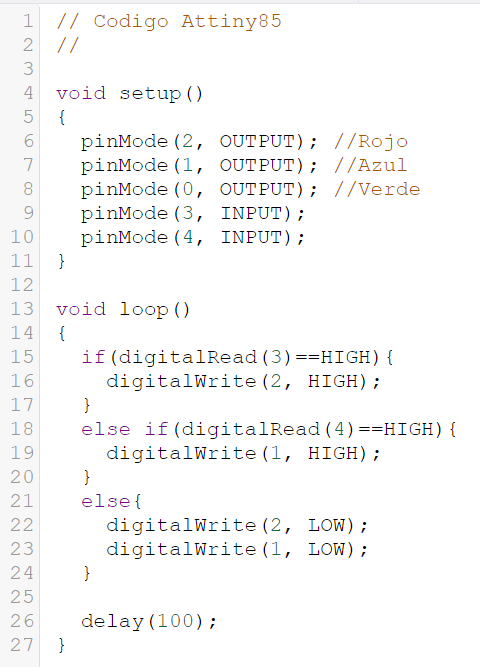 1 // Codigo Attiny85
2 //
3
4 void setup()
5 {
6   pinMode(2, OUTPUT); //Rojo
7   pinMode(1, OUTPUT); //Azul
8   pinMode(0, OUTPUT); //Verde
9   pinMode(3, INPUT);
10   pinMode(4, INPUT);
11 }
12
13 void loop()
14 {
15   if(digitalRead(3)==HIGH){
16     digitalWrite(2, HIGH);
17   }
18   else if(digitalRead(4)==HIGH){
19     digitalWrite(1, HIGH);
20   }
21   else{
22     digitalWrite(2, LOW);
23     digitalWrite(1, LOW);
24   }
25
26   delay(100);
27 }